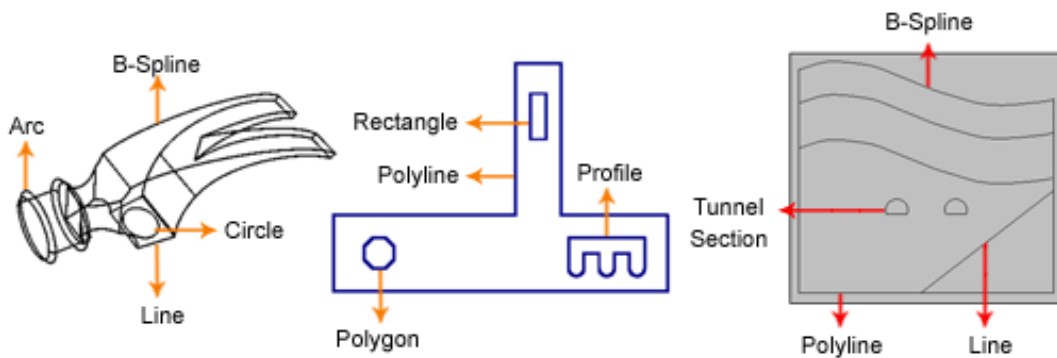 B-Spline
Arc
Circle
Line
Rectangle
Polyline
Profile
Polygon
B-Spline
Tunnel
Section
Polyline
Line